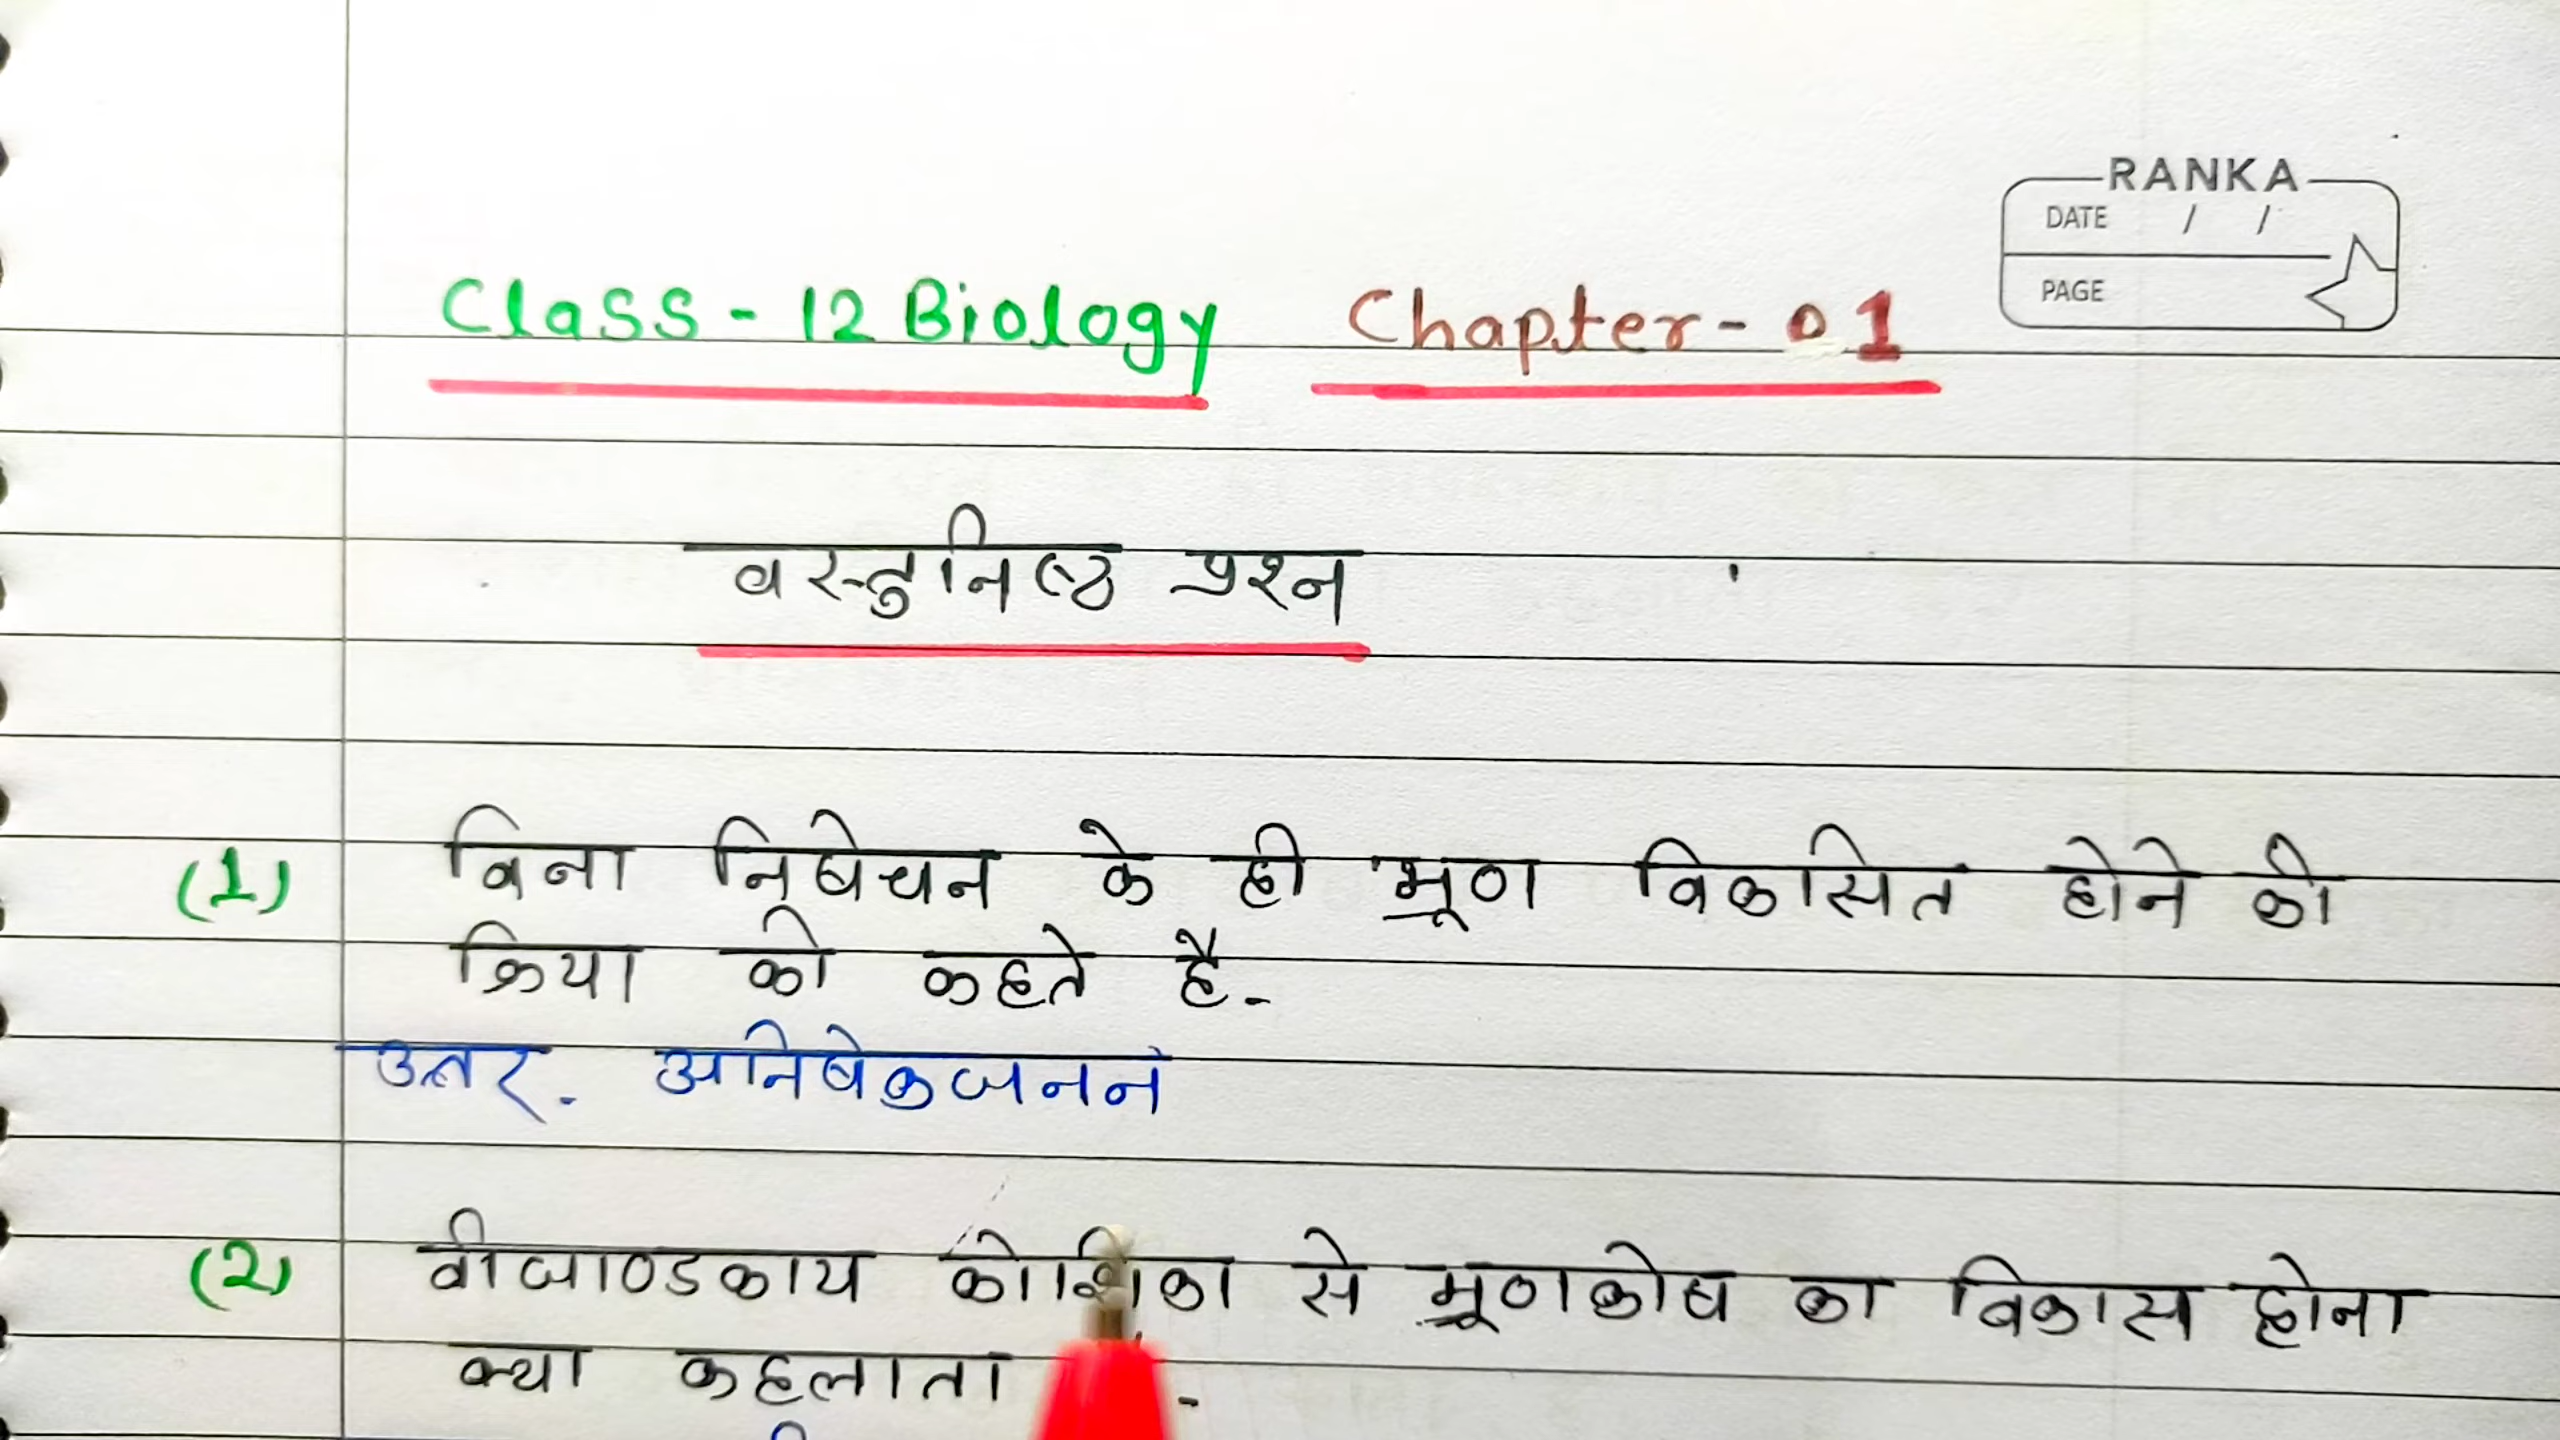 RANKA
DATE / /
PAGE
Class - 12 Biology Chapter - 01
वस्तुनिष्ठ प्रश्न
(1) बिना निषेचन के ही भ्रूण विकसित होने की
क्रिया को कहते है-
उत्तर. अनिषेकजनन
(2) बीजाण्डकाय कोशिका से भ्रूणकोष का विकास होना
क्या कहलाता -